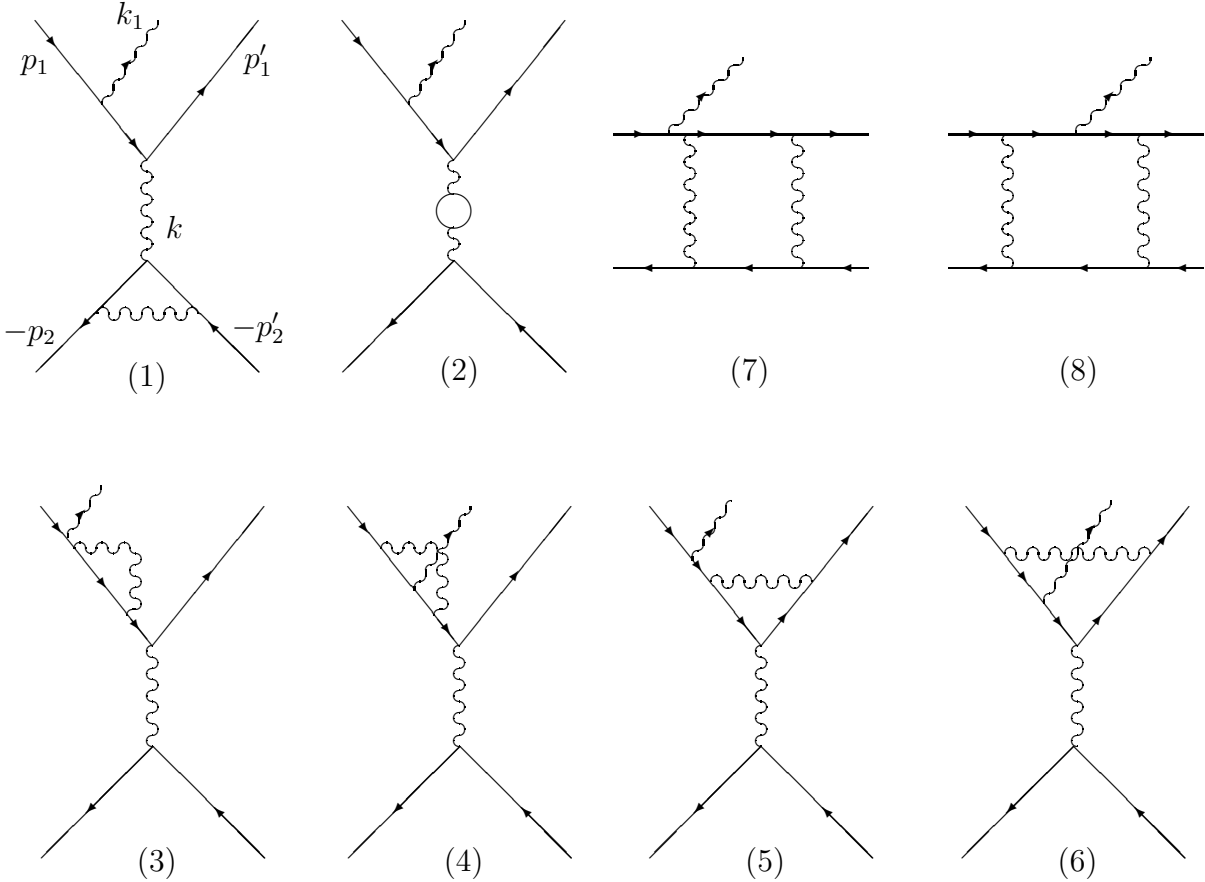 k₁
p₁ p′₁
k
−p₂ −p′₂
(1) (2) (7) (8)
(3) (4) (5) (6)